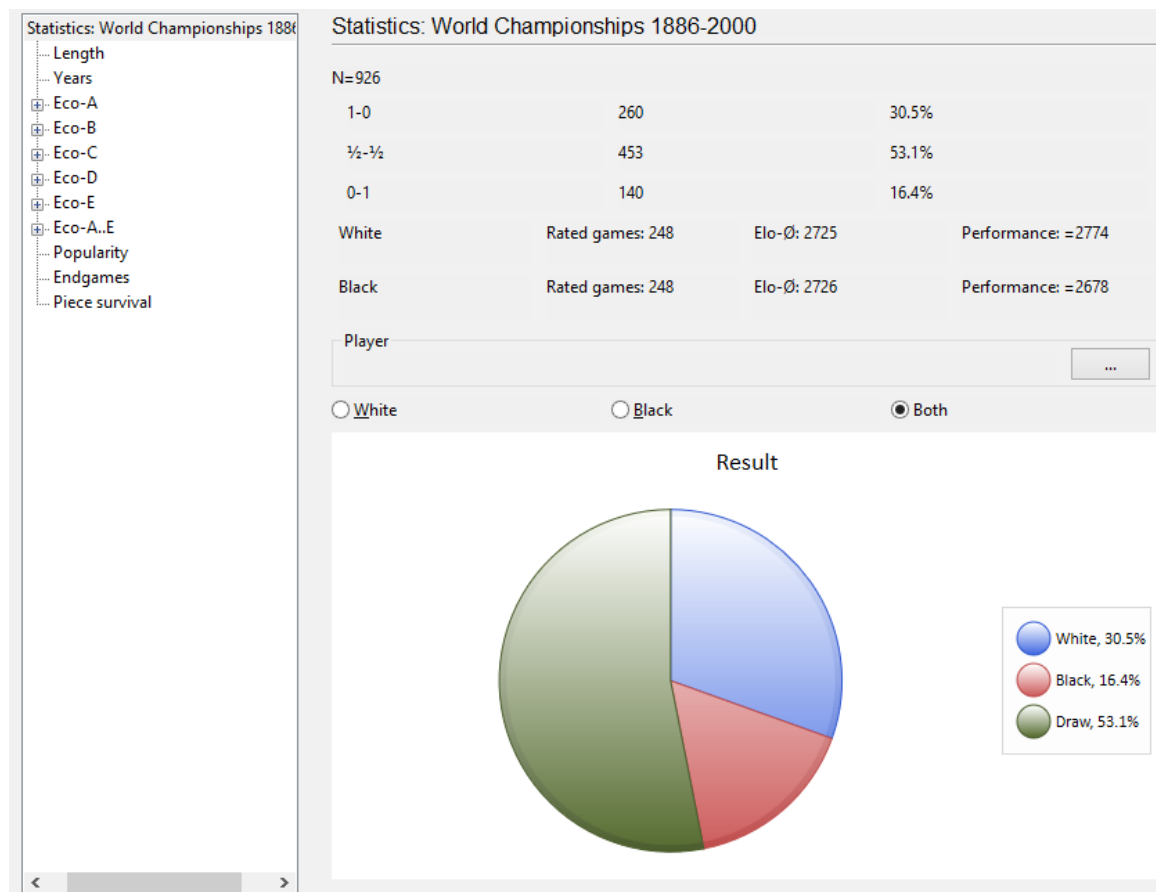 Statistics: World Championships 188
Length
Years
Eco-A
Eco-B
Eco-C
Eco-D
Eco-E
Eco-A..E
Popularity
Endgames
Piece survival
Statistics: World Championships 1886-2000
N=926
1-0 260 30.5%
½-½ 453 53.1%
0-1 140 16.4%
White Rated games: 248 Elo-Ø: 2725 Performance: =2774
Black Rated games: 248 Elo-Ø: 2726 Performance: =2678
Player
...
White Black Both
Result
White, 30.5%
Black, 16.4%
Draw, 53.1%